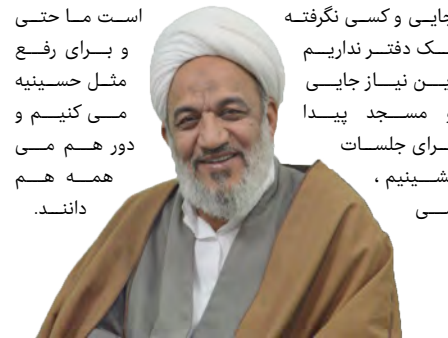 جایی و کسی نگرفته است ما حتی
دفتر نداریم و برای رفع
نیاز جایی مثل حسینیه
مسجد پیدا می کنیم و
جلسات دور هم می
، همه هم
دانند.